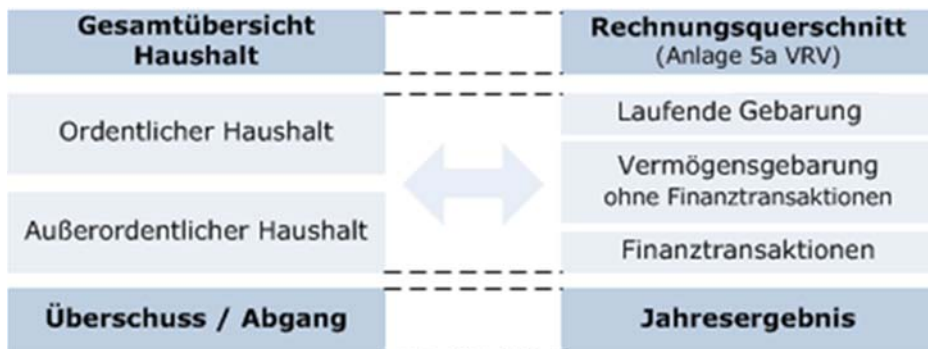 Gesamtübersicht
Haushalt
Ordentlicher Haushalt
Außerordentlicher Haushalt
Überschuss / Abgang
Rechnungsquerschnitt
(Anlage 5a VRV)
Laufende Gebarung
Vermögensgebarung
ohne Finanztransaktionen
Finanztransaktionen
Jahresergebnis